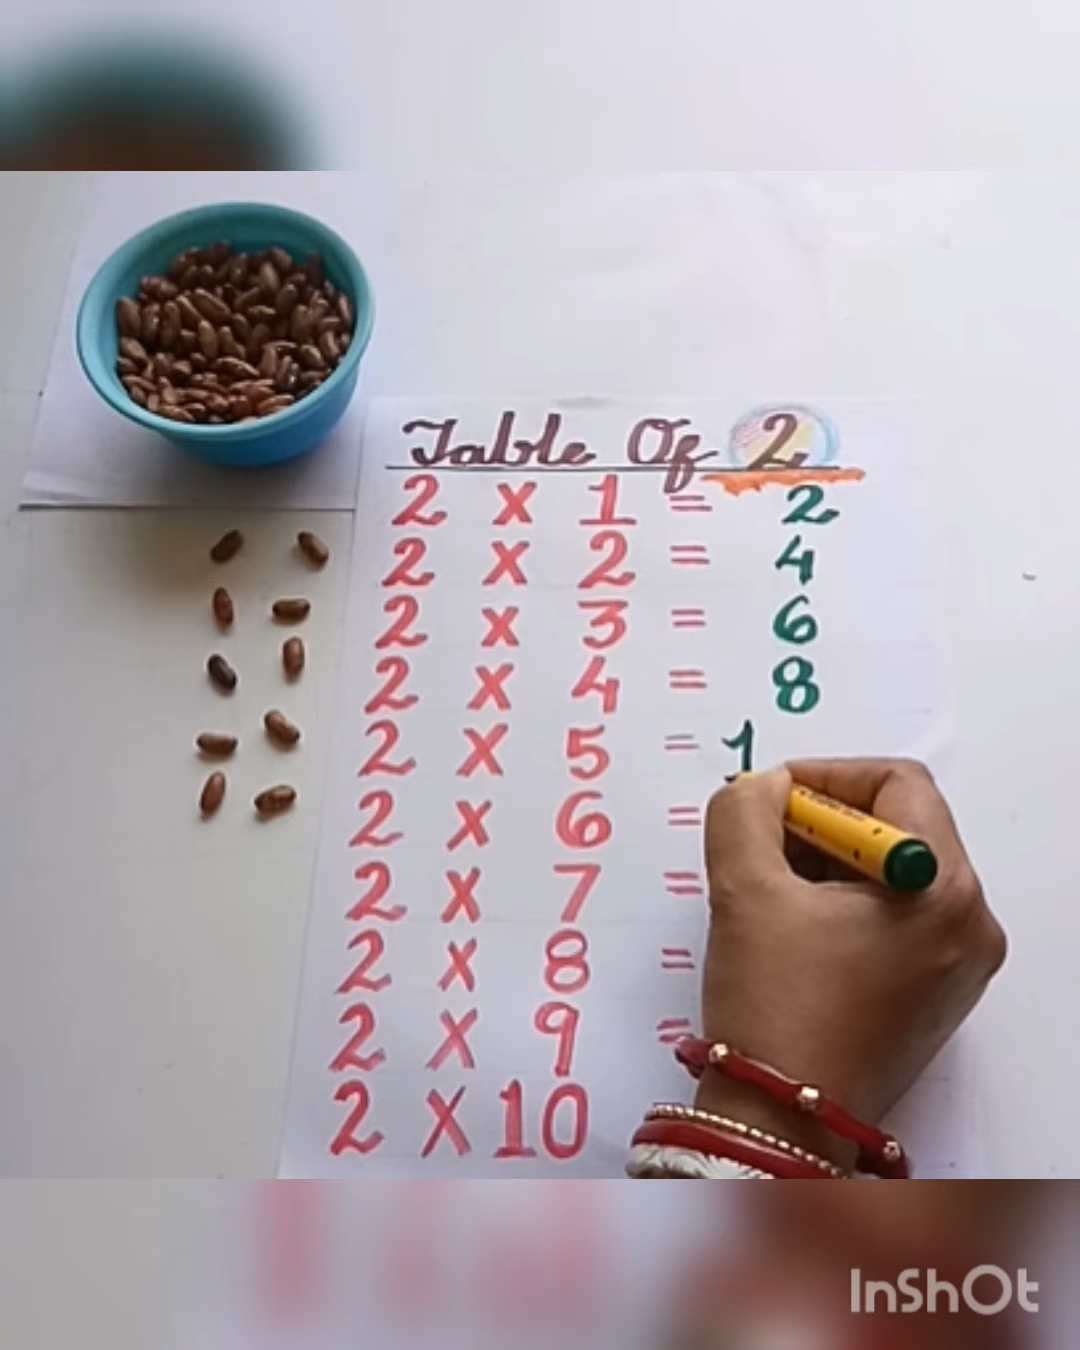 Table Of 2
2 x 1 = 2
2 x 2 = 4
2 x 3 = 6
2 x 4 = 8
2 x 5 = 1
2 x 6 =
2 x 7 =
2 x 8 =
2 x 9 =
2 x 10
InShOt